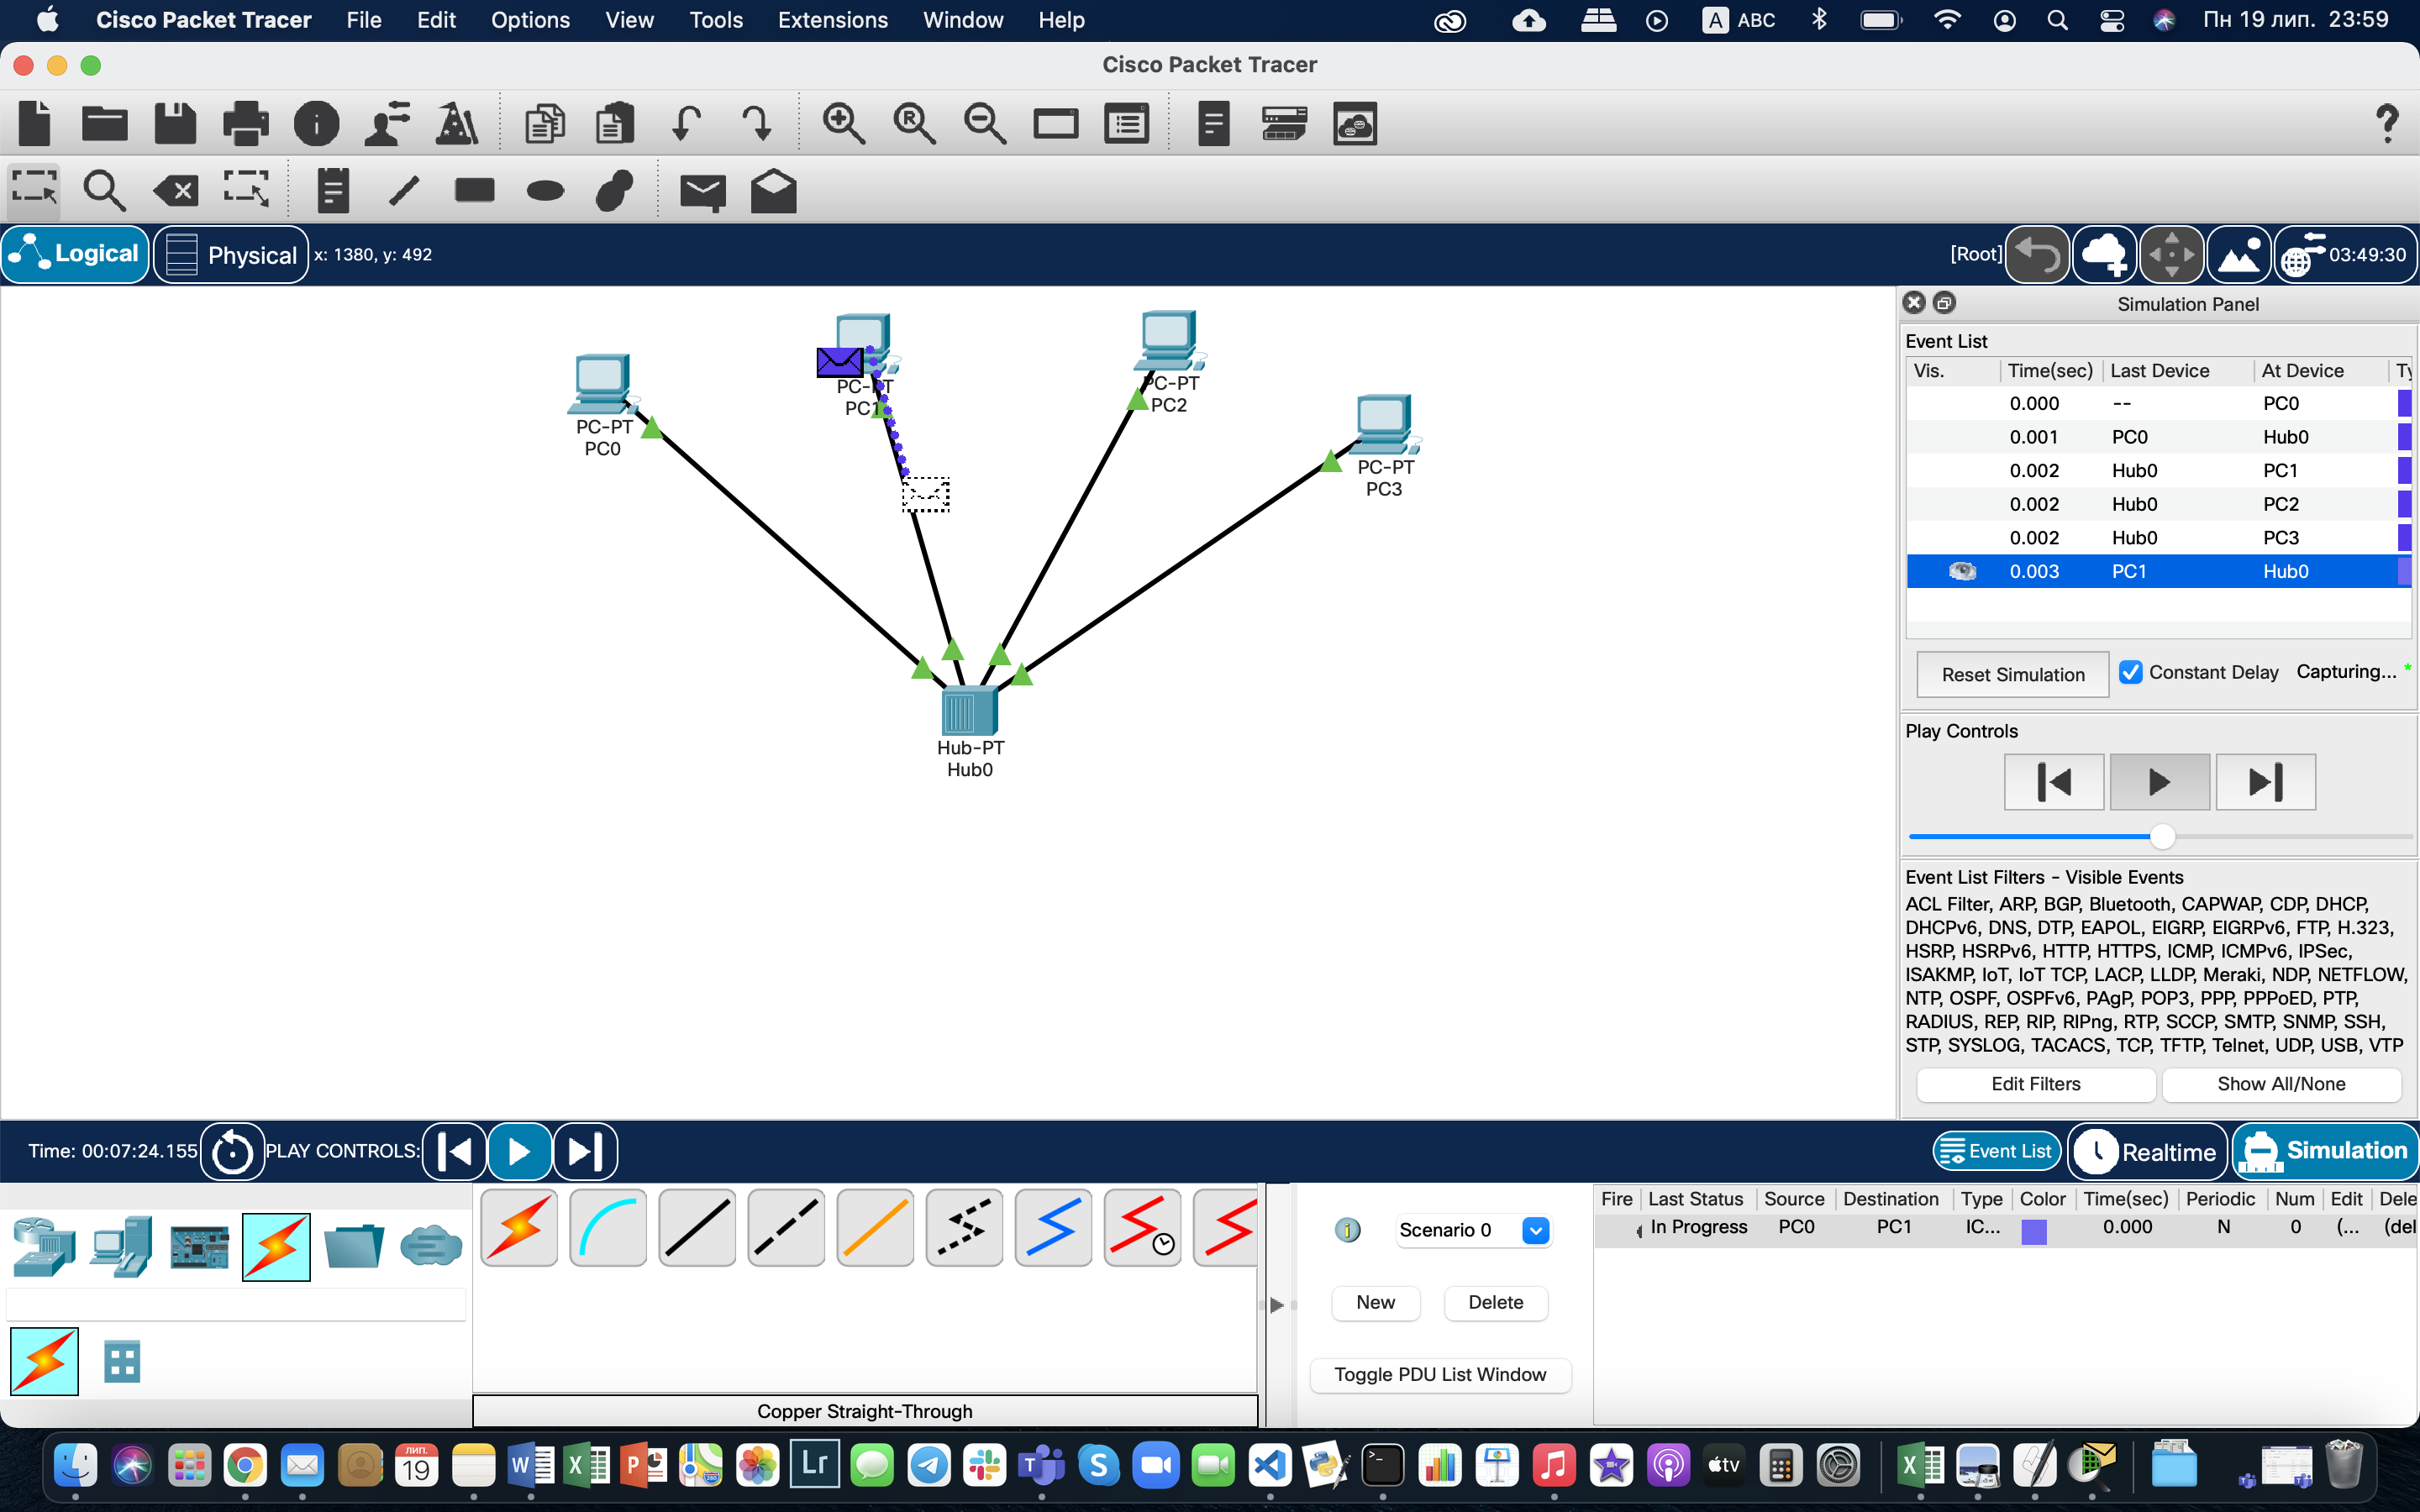 Cisco Packet Tracer File Edit Options View Tools Extensions Window Help A ABC Пн 19 лип. 23:59
Cisco Packet Tracer
Logical Physical x: 1380, y: 492 [Root] 03:49:30
Simulation Panel
Event List
Vis. Time(sec) Last Device At Device Ty
0.000 -- PC0
0.001 PC0 Hub0
0.002 Hub0 PC1
0.002 Hub0 PC2
0.002 Hub0 PC3
0.003 PC1 Hub0
Reset Simulation Constant Delay Capturing... *
Play Controls
Event List Filters - Visible Events
ACL Filter, ARP, BGP, Bluetooth, CAPWAP, CDP, DHCP,
DHCPv6, DNS, DTP, EAPOL, EIGRP, EIGRPv6, FTP, H.323,
HSRP, HSRPv6, HTTP, HTTPS, ICMP, ICMPv6, IPSec,
ISAKMP, IoT, IoT TCP, LACP, LLDP, Meraki, NDP, NETFLOW,
NTP, OSPF, OSPFv6, PAgP, POP3, PPP, PPPoED, PTP,
RADIUS, REP, RIP, RIPng, RTP, SCCP, SMTP, SNMP, SSH,
STP, SYSLOG, TACACS, TCP, TFTP, Telnet, UDP, USB, VTP
Edit Filters Show All/None
PC-PT
PC0
PC-PT
PC1
PC-PT
PC2
PC-PT
PC3
Hub-PT
Hub0
Time: 00:07:24.155 PLAY CONTROLS: Event List Realtime Simulation
Scenario 0
New Delete
Toggle PDU List Window
Fire Last Status Source Destination Type Color Time(sec) Periodic Num Edit Dele
In Progress PC0 PC1 IC... 0.000 N 0 (... (del
Copper Straight-Through
ЛИП.
19
W X P Lr S tv X